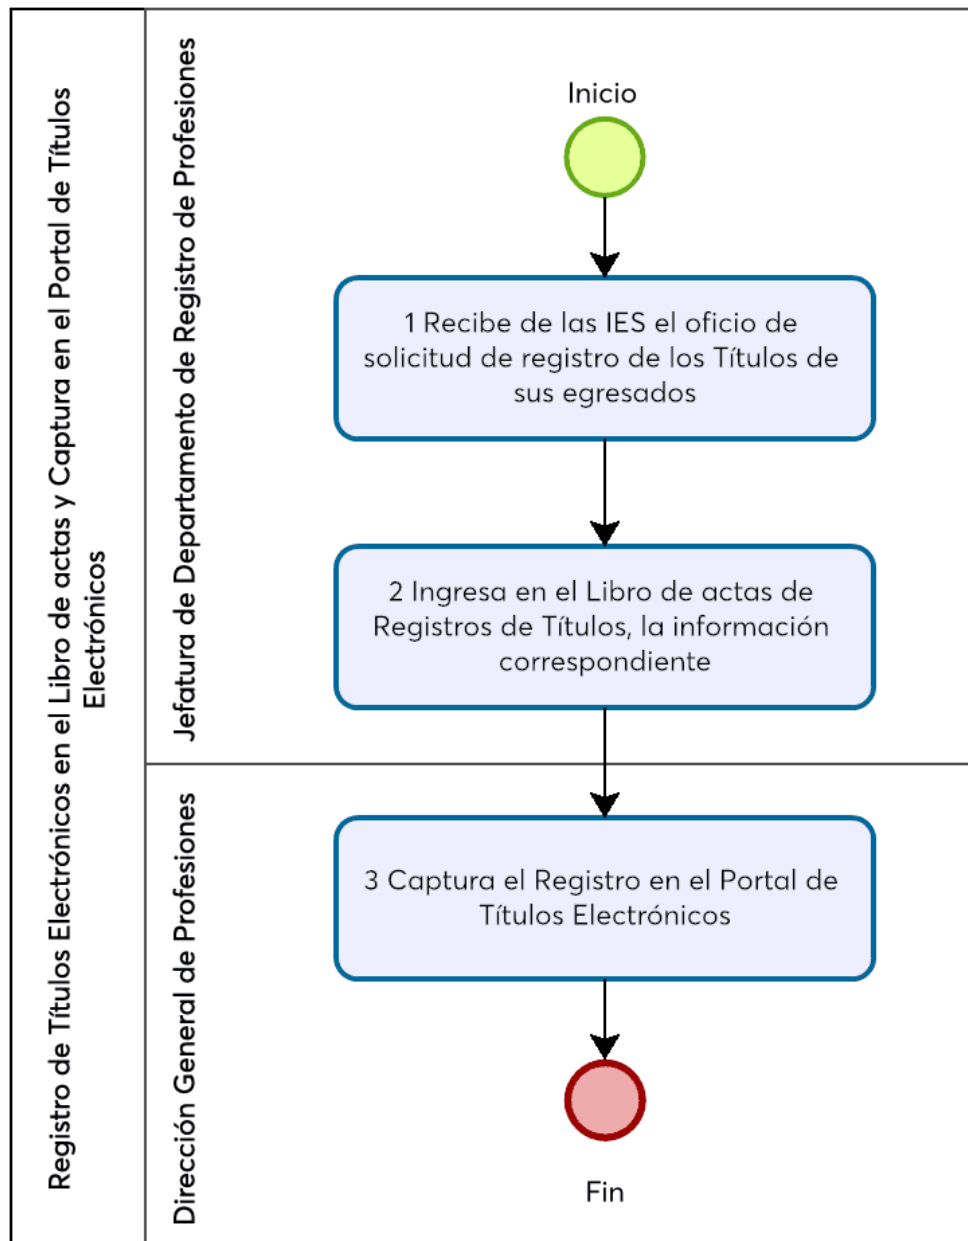 Registro de Títulos Electrónicos en el Libro de actas y Captura en el Portal de Títulos
Electrónicos
Jefatura de Departamento de Registro de Profesiones
Inicio
1 Recibe de las IES el oficio de
solicitud de registro de los Títulos de
sus egresados
2 Ingresa en el Libro de actas de
Registros de Títulos, la información
correspondiente
Dirección General de Profesiones
3 Captura el Registro en el Portal de
Títulos Electrónicos
Fin